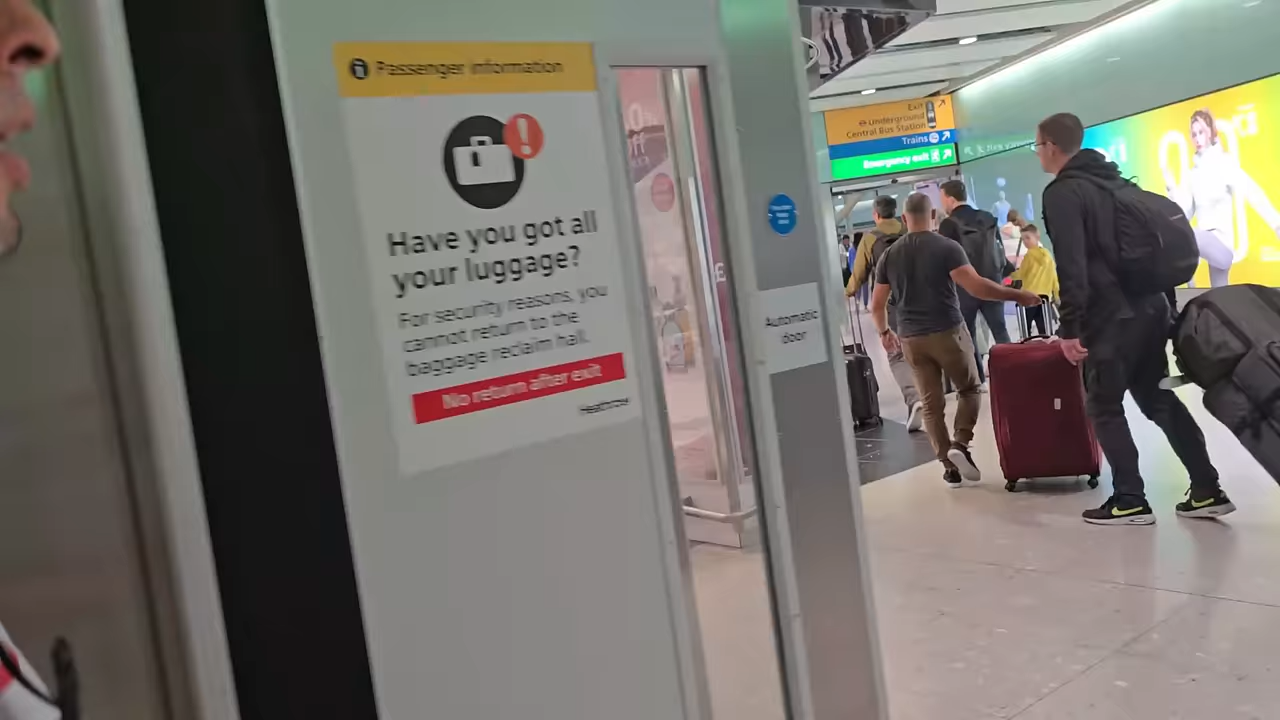 Passenger information
Have you got all
your luggage?
For security reasons, you
cannot return to the
baggage reclaim hall.
No return after exit
Heathrow
Automatic
door
Exit
Underground
Central Bus Station
Trains
Emergency exit